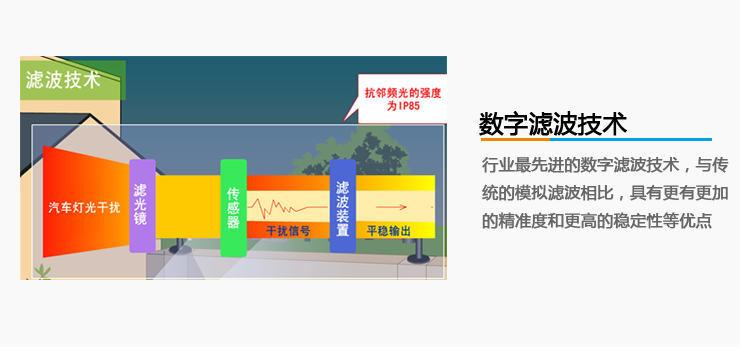 滤波技术
抗邻频光的强度
为IP85
汽车灯光干扰
滤光镜
传感器
干扰信号
滤波装置
平稳输出
数字滤波技术
行业最先进的数字滤波技术，与传
统的模拟滤波相比，具有更有更加
的精准度和更高的稳定性等优点